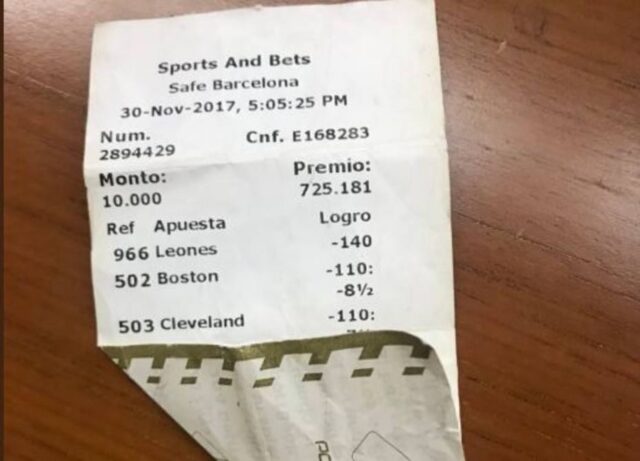 Sports And Bets
Safe Barcelona
30-Nov-2017, 5:05:25 PM
Num. Cnf. E168283
2894429
Monto: Premio:
10.000 725.181
Ref Apuesta Logro
966 Leones -140
502 Boston -110:
-8½
503 Cleveland -110: